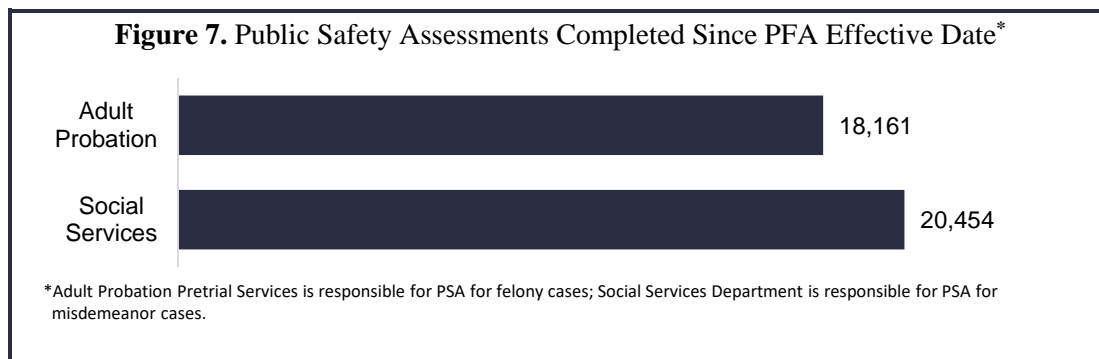 Figure 7. Public Safety Assessments Completed Since PFA Effective Date*
Adult
Probation
18,161
Social
Services
20,454
*Adult Probation Pretrial Services is responsible for PSA for felony cases; Social Services Department is responsible for PSA for
misdemeanor cases.